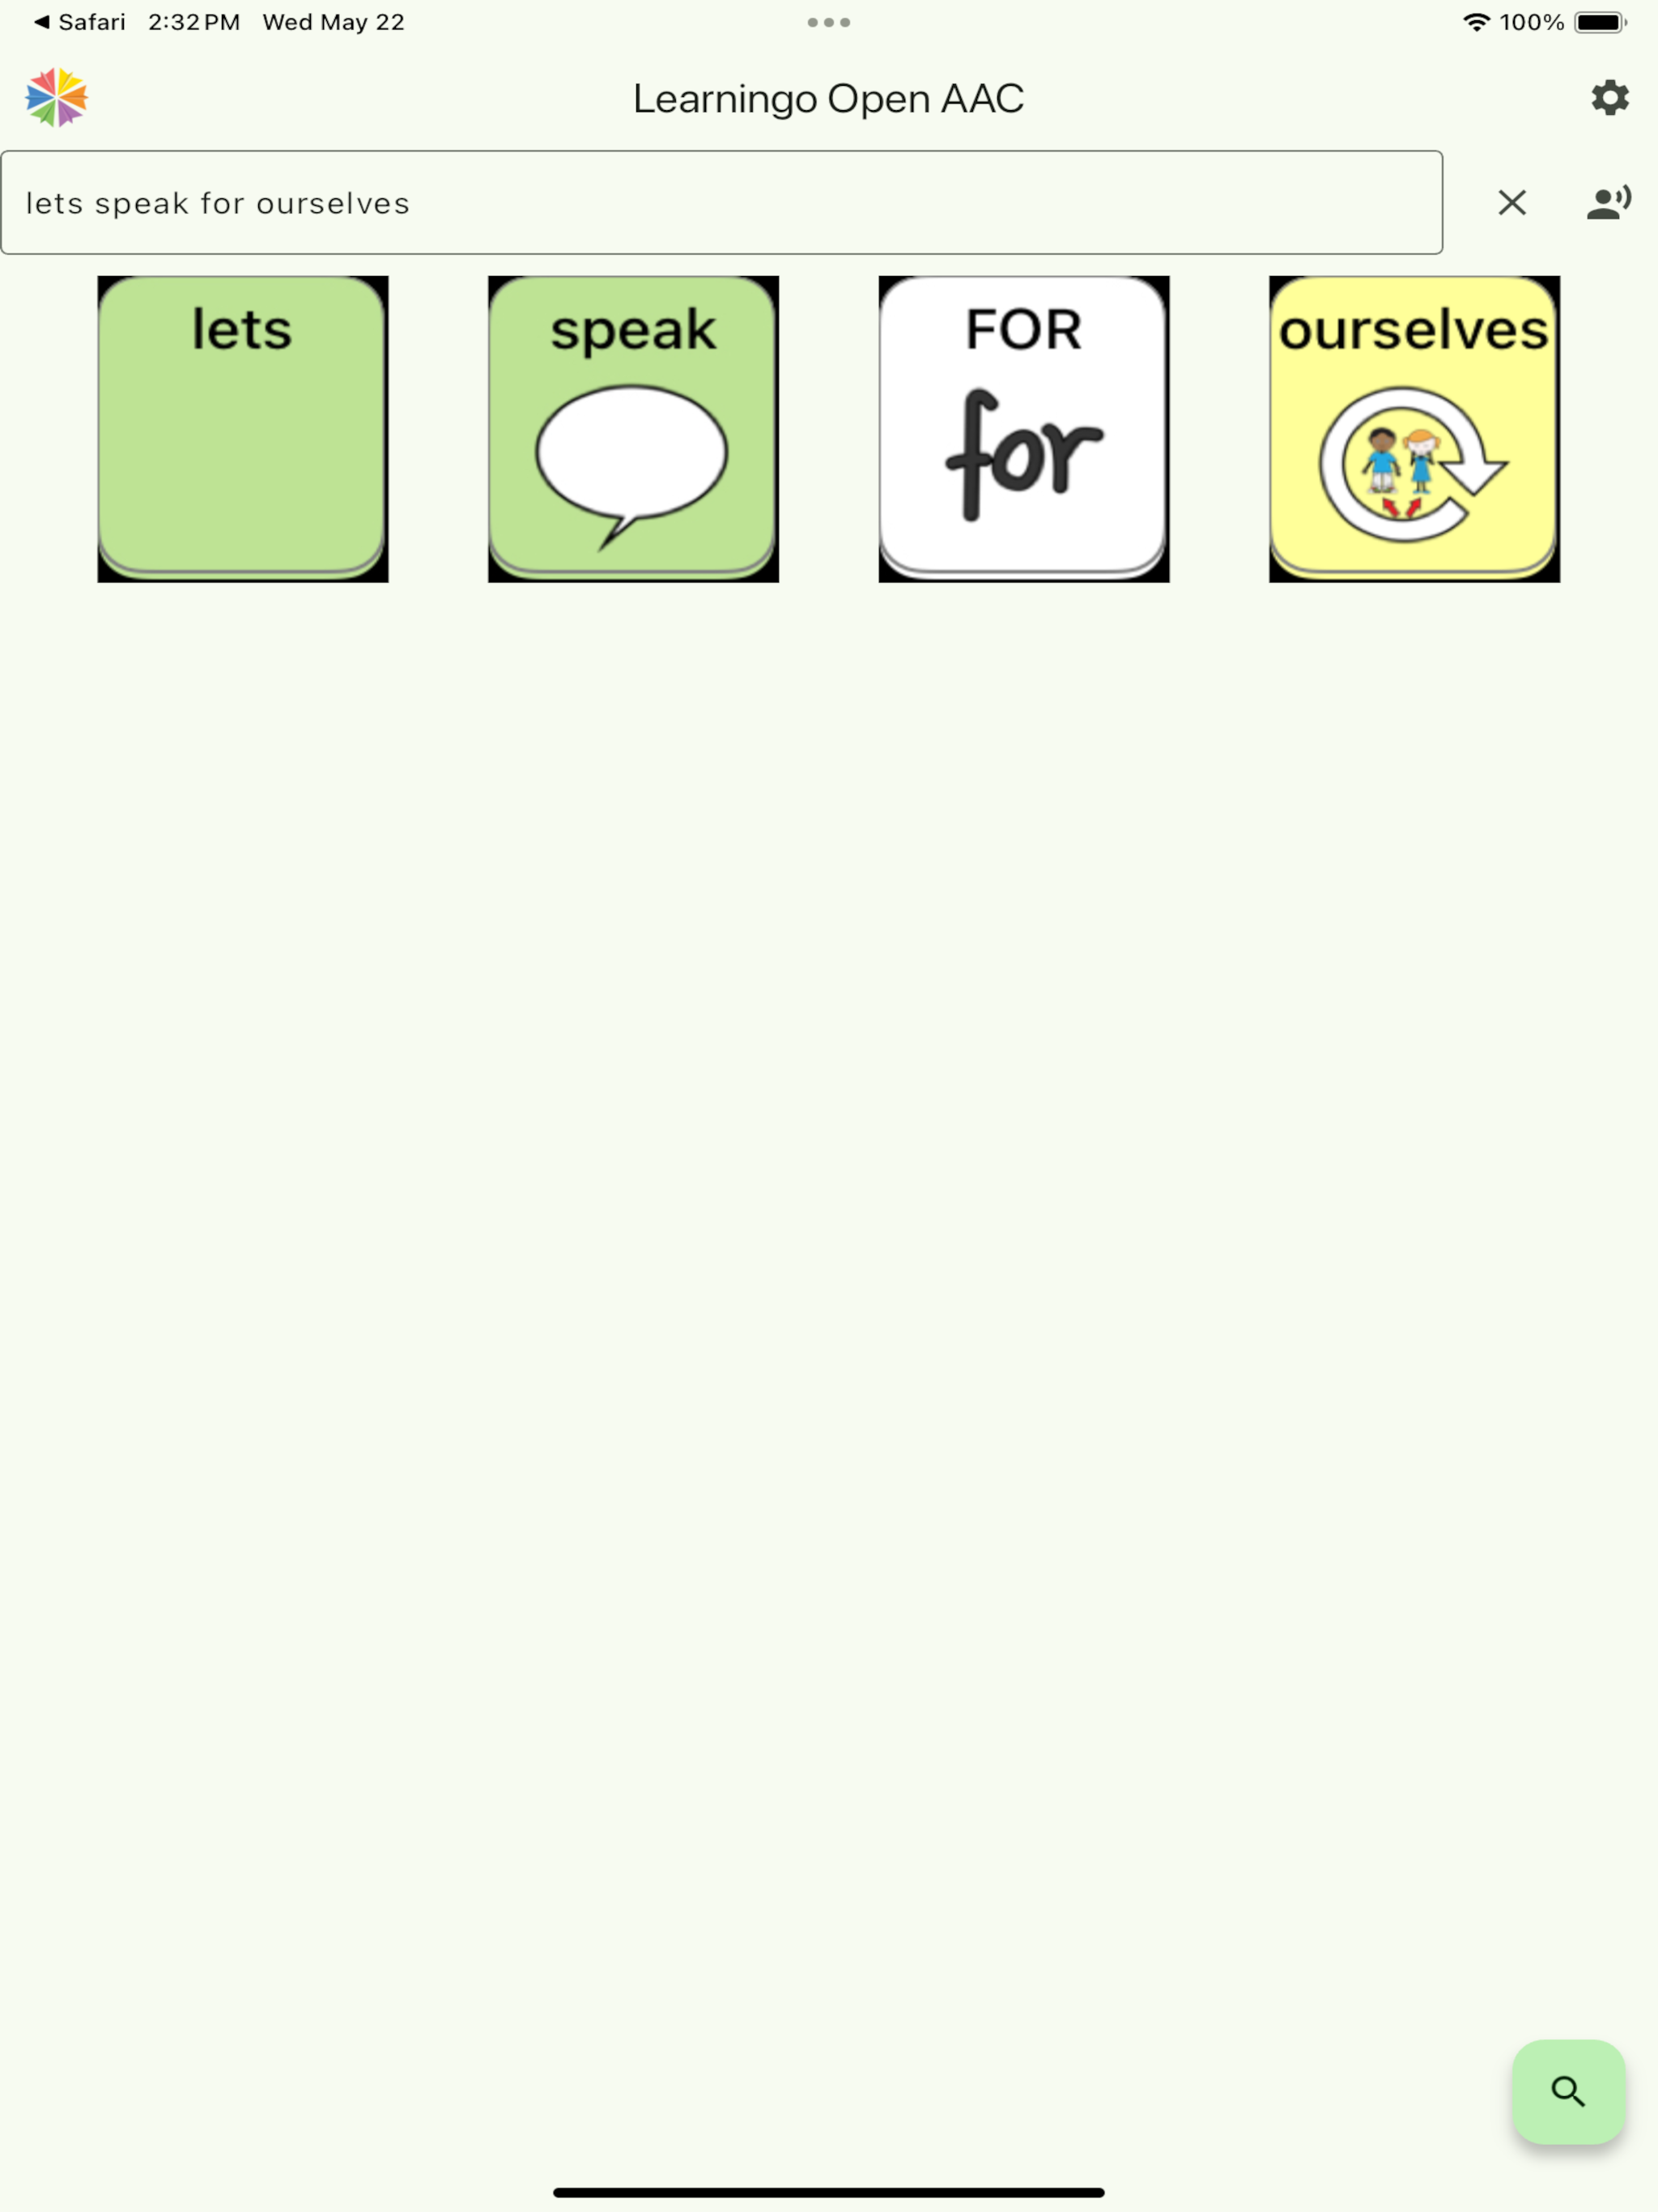 Safari 2:32 PM Wed May 22 100%
Learningo Open AAC
lets speak for ourselves
lets speak FOR ourselves
for